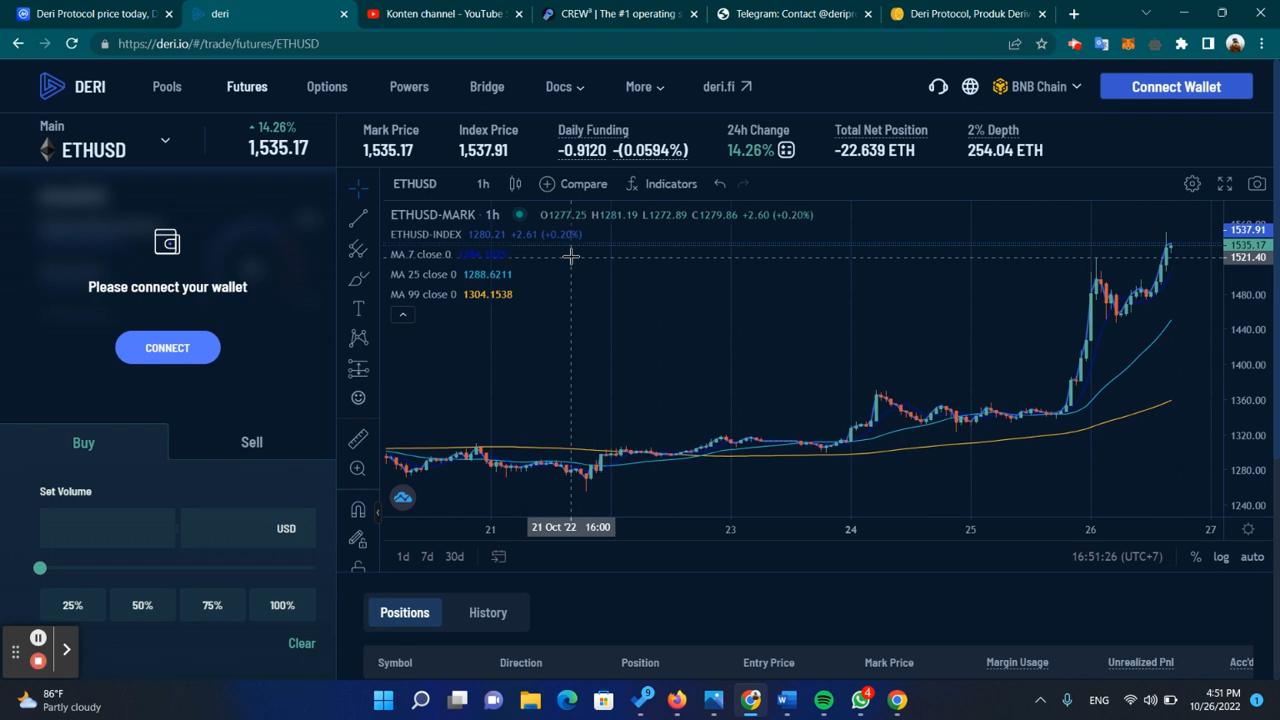 Deri Protocol price today, D
deri
Konten channel - YouTube S
CREW³ | The #1 operating s
Telegram: Contact @deripro
Deri Protocol, Produk Deriv
https://deri.io/#/trade/futures/ETHUSD
DERI
Pools
Futures
Options
Powers
Bridge
Docs
More
deri.fi
BNB Chain
Connect Wallet
Main
ETHUSD
14.26%
1,535.17
Mark Price
1,535.17
Index Price
1,537.91
Daily Funding
-0.9120 -(0.0594%)
24h Change
14.26%
Total Net Position
-22.639 ETH
2% Depth
254.04 ETH
ETHUSD
1h
Compare
Indicators
ETHUSD-MARK · 1h O1277.25 H1281.19 L1272.89 C1279.86 +2.60 (+0.20%)
ETHUSD-INDEX 1280.21 +2.61 (+0.20%)
MA 7 close 0
MA 25 close 0 1288.6211
MA 99 close 0 1304.1538
1537.91
1535.17
1521.40
1480.00
1440.00
1400.00
1360.00
1320.00
1280.00
1240.00
21
21 Oct '22 16:00
23
24
25
26
27
1d 7d 30d
16:51:26 (UTC+7)
% log auto
Please connect your wallet
CONNECT
Buy
Sell
Set Volume
USD
25%
50%
75%
100%
Clear
Positions
History
Symbol
Direction
Position
Entry Price
Mark Price
Margin Usage
Unrealized Pnl
Acc'd
86°F
Partly cloudy
9
4
ENG
4:51 PM
10/26/2022
1